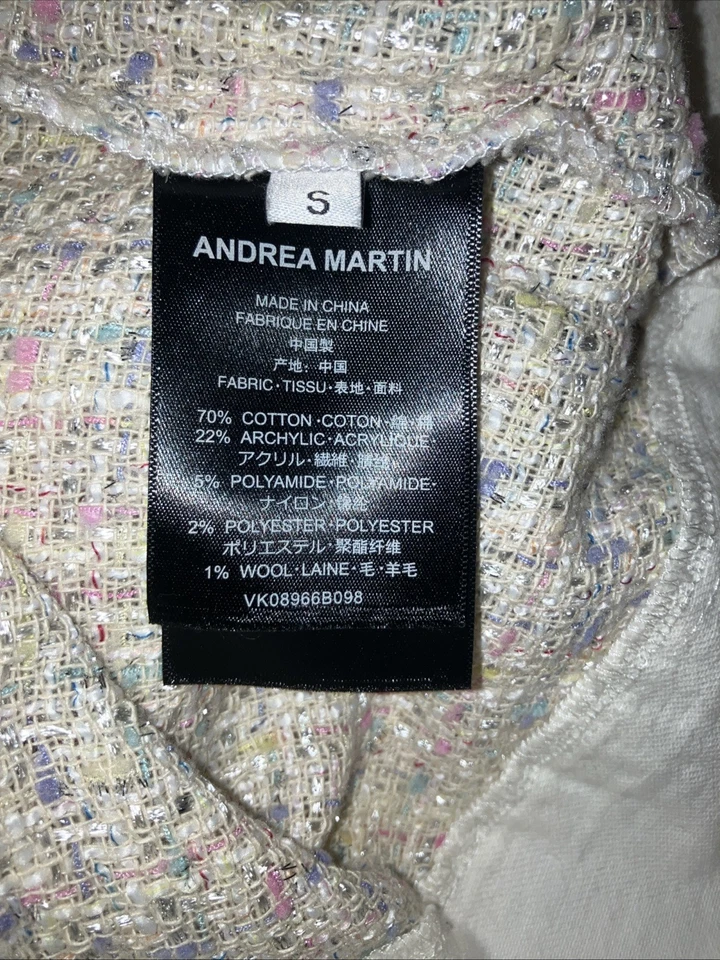 S
ANDREA MARTIN
MADE IN CHINA
FABRIQUE EN CHINE
中国製
产地: 中国
FABRIC·TISSU·表地·面料
70% COTTON·COTON·
22% ARCHYLIC·ACRYLIQUE
アクリル·繊維·
5% POLYAMIDE·POLYAMIDE·
ナイロン·
2% POLYESTER·POLYESTER
ポリエステル·聚酯纤维
1% WOOL·LAINE·毛·羊毛
VK08966B098